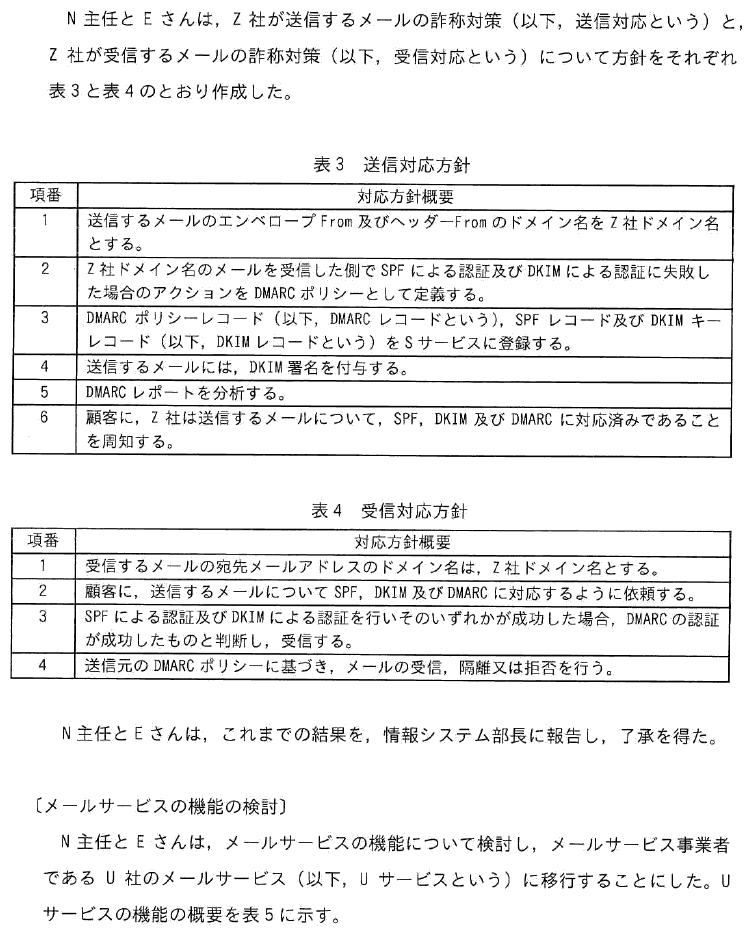 N主任とEさんは，Z社が送信するメールの詐称対策（以下，送信対応という）と，
Z社が受信するメールの詐称対策（以下，受信対応という）について方針をそれぞれ
表3と表4のとおり作成した。
表3　送信対応方針
項番　対応方針概要
1　送信するメールのエンベロープFrom及びヘッダーFromのドメイン名をZ社ドメイン名
とする。
2　Z社ドメイン名のメールを受信した側でSPFによる認証及びDKIMによる認証に失敗し
た場合のアクションをDMARCポリシーとして定義する。
3　DMARCポリシーレコード（以下，DMARCレコードという），SPFレコード及びDKIMキー
レコード（以下，DKIMレコードという）をSサービスに登録する。
4　送信するメールには，DKIM署名を付与する。
5　DMARCレポートを分析する。
6　顧客に，Z社は送信するメールについて，SPF，DKIM及びDMARCに対応済みであること
を周知する。
表4　受信対応方針
項番　対応方針概要
1　受信するメールの宛先メールアドレスのドメイン名は，Z社ドメイン名とする。
2　顧客に，送信するメールについてSPF，DKIM及びDMARCに対応するように依頼する。
3　SPFによる認証及びDKIMによる認証を行いそのいずれかが成功した場合，DMARCの認証
が成功したものと判断し，受信する。
4　送信元のDMARCポリシーに基づき，メールの受信，隔離又は拒否を行う。
N主任とEさんは，これまでの結果を，情報システム部長に報告し，了承を得た。
〔メールサービスの機能の検討〕
N主任とEさんは，メールサービスの機能について検討し，メールサービス事業者
であるU社のメールサービス（以下，Uサービスという）に移行することにした。U
サービスの機能の概要を表5に示す。